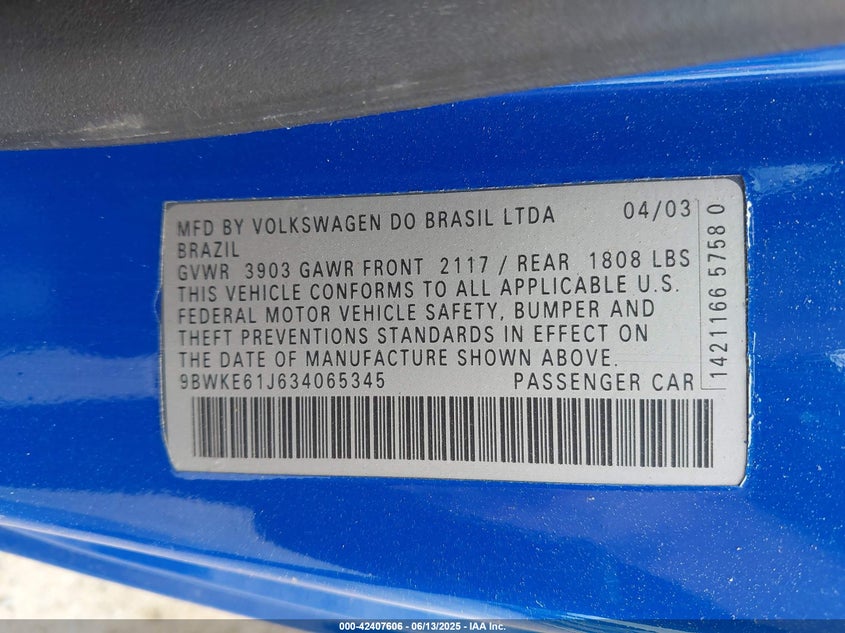 MFD BY VOLKSWAGEN DO BRASIL LTDA 04/03
BRAZIL
GVWR 3903 GAWR FRONT 2117 / REAR 1808 LBS
THIS VEHICLE CONFORMS TO ALL APPLICABLE U.S.
FEDERAL MOTOR VEHICLE SAFETY, BUMPER AND
THEFT PREVENTIONS STANDARDS IN EFFECT ON
THE DATE OF MANUFACTURE SHOWN ABOVE.
9BWKE61J634065345 PASSENGER CAR
1421166 5758 0
000-42407606 - 06/13/2025 - IAA Inc.